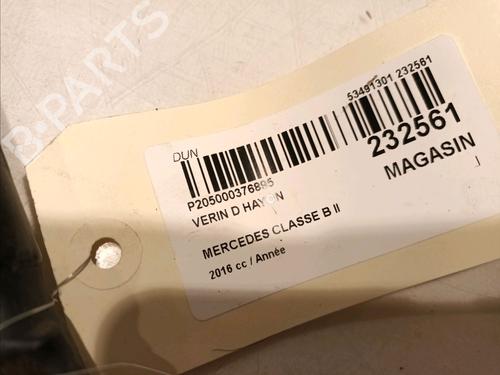 B-PARTS
DUN
53491301 232561
232561
P205000376895
VERIN D HAYON
MAGASIN
J
MERCEDES CLASSE B II
2016 cc / Année